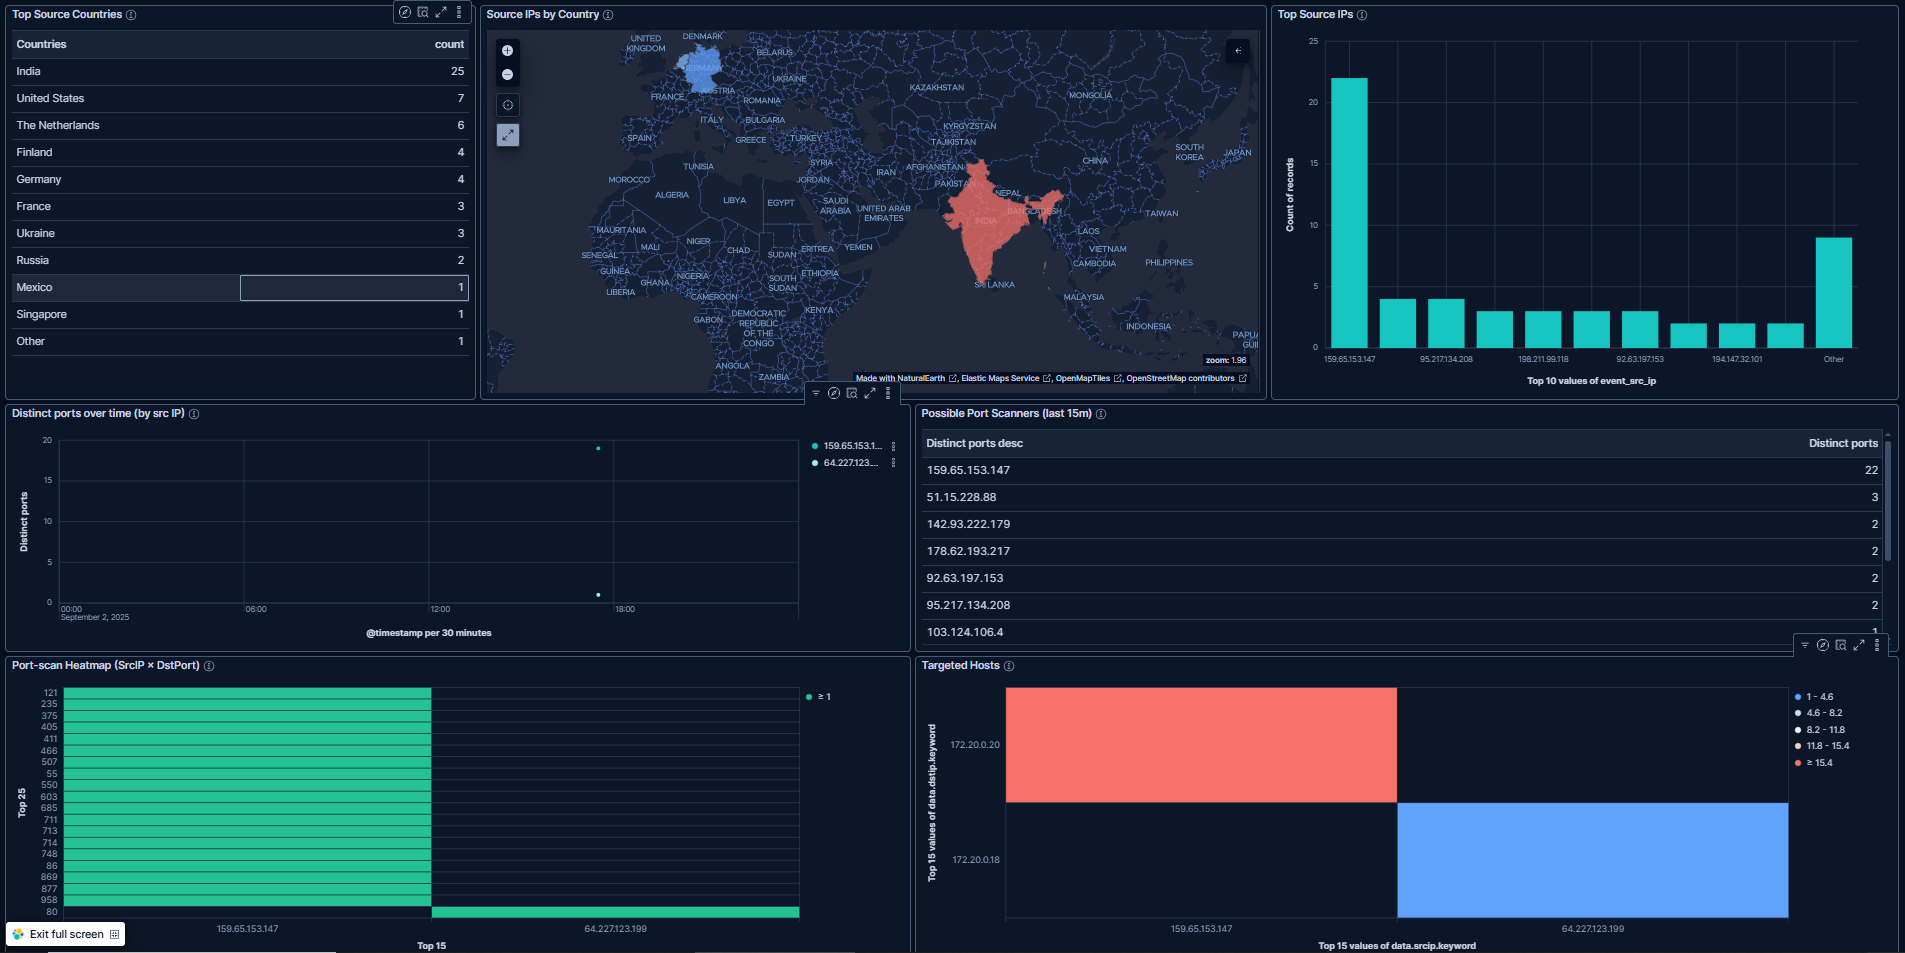 Top Source Countries
Countries count
India 25
United States 7
The Netherlands 6
Finland 4
Germany 4
France 3
Ukraine 3
Russia 2
Mexico 1
Singapore 1
Other 1
Source IPs by Country
UNITED KINGDOM
DENMARK
BELARUS
GERMANY
UKRAINE
FRANCE
AUSTRIA
ROMANIA
KAZAKHSTAN
MONGOLIA
ITALY
BULGARIA
SPAIN
GREECE
TURKEY
KYRGYZSTAN
TAJIKISTAN
SOUTH KOREA
JAPAN
TUNISIA
SYRIA
IRAN
AFGHANISTAN
CHINA
MOROCCO
JORDAN
PAKISTAN
NEPAL
ALGERIA
LIBYA
EGYPT
SAUDI ARABIA
UNITED ARAB EMIRATES
INDIA
BANGLADESH
TAIWAN
MAURITANIA
MALI
NIGER
CHAD
SUDAN
ERITREA
YEMEN
LAOS
VIETNAM
SENEGAL
GUINEA
LIBERIA
GHANA
NIGERIA
CAMEROON
SOUTH SUDAN
ETHIOPIA
SRI LANKA
CAMBODIA
PHILIPPINES
MALAYSIA
GABON
DEMOCRATIC REPUBLIC OF THE CONGO
KENYA
INDONESIA
PAPU
GUI
ANGOLA
ZAMBIA
zoom: 1.96
Made with NaturalEarth , Elastic Maps Service , OpenMapTiles , OpenStreetMap contributors
Top Source IPs
Count of records
25
20
15
10
5
0
159.65.153.147 95.217.134.208 198.211.99.118 92.63.197.153 194.147.32.101 Other
Top 10 values of event_src_ip
Distinct ports over time (by src IP)
Distinct ports
20
15
10
5
0
00:00 06:00 12:00 18:00
September 2, 2025
@timestamp per 30 minutes
159.65.153.1...
64.227.123....
Possible Port Scanners (last 15m)
Distinct ports desc Distinct ports
159.65.153.147 22
51.15.228.88 3
142.93.222.179 2
178.62.193.217 2
92.63.197.153 2
95.217.134.208 2
103.124.106.4 1
Port-scan Heatmap (SrcIP × DstPort)
Top 25
121
235
375
405
411
466
507
55
550
603
685
711
713
714
748
86
869
877
958
80
159.65.153.147 64.227.123.199
Top 15
≥ 1
Targeted Hosts
Top 15 values of data.dstip.keyword
172.20.0.20
172.20.0.18
159.65.153.147 64.227.123.199
Top 15 values of data.srcip.keyword
1 - 4.6
4.6 - 8.2
8.2 - 11.8
11.8 - 15.4
≥ 15.4
Exit full screen